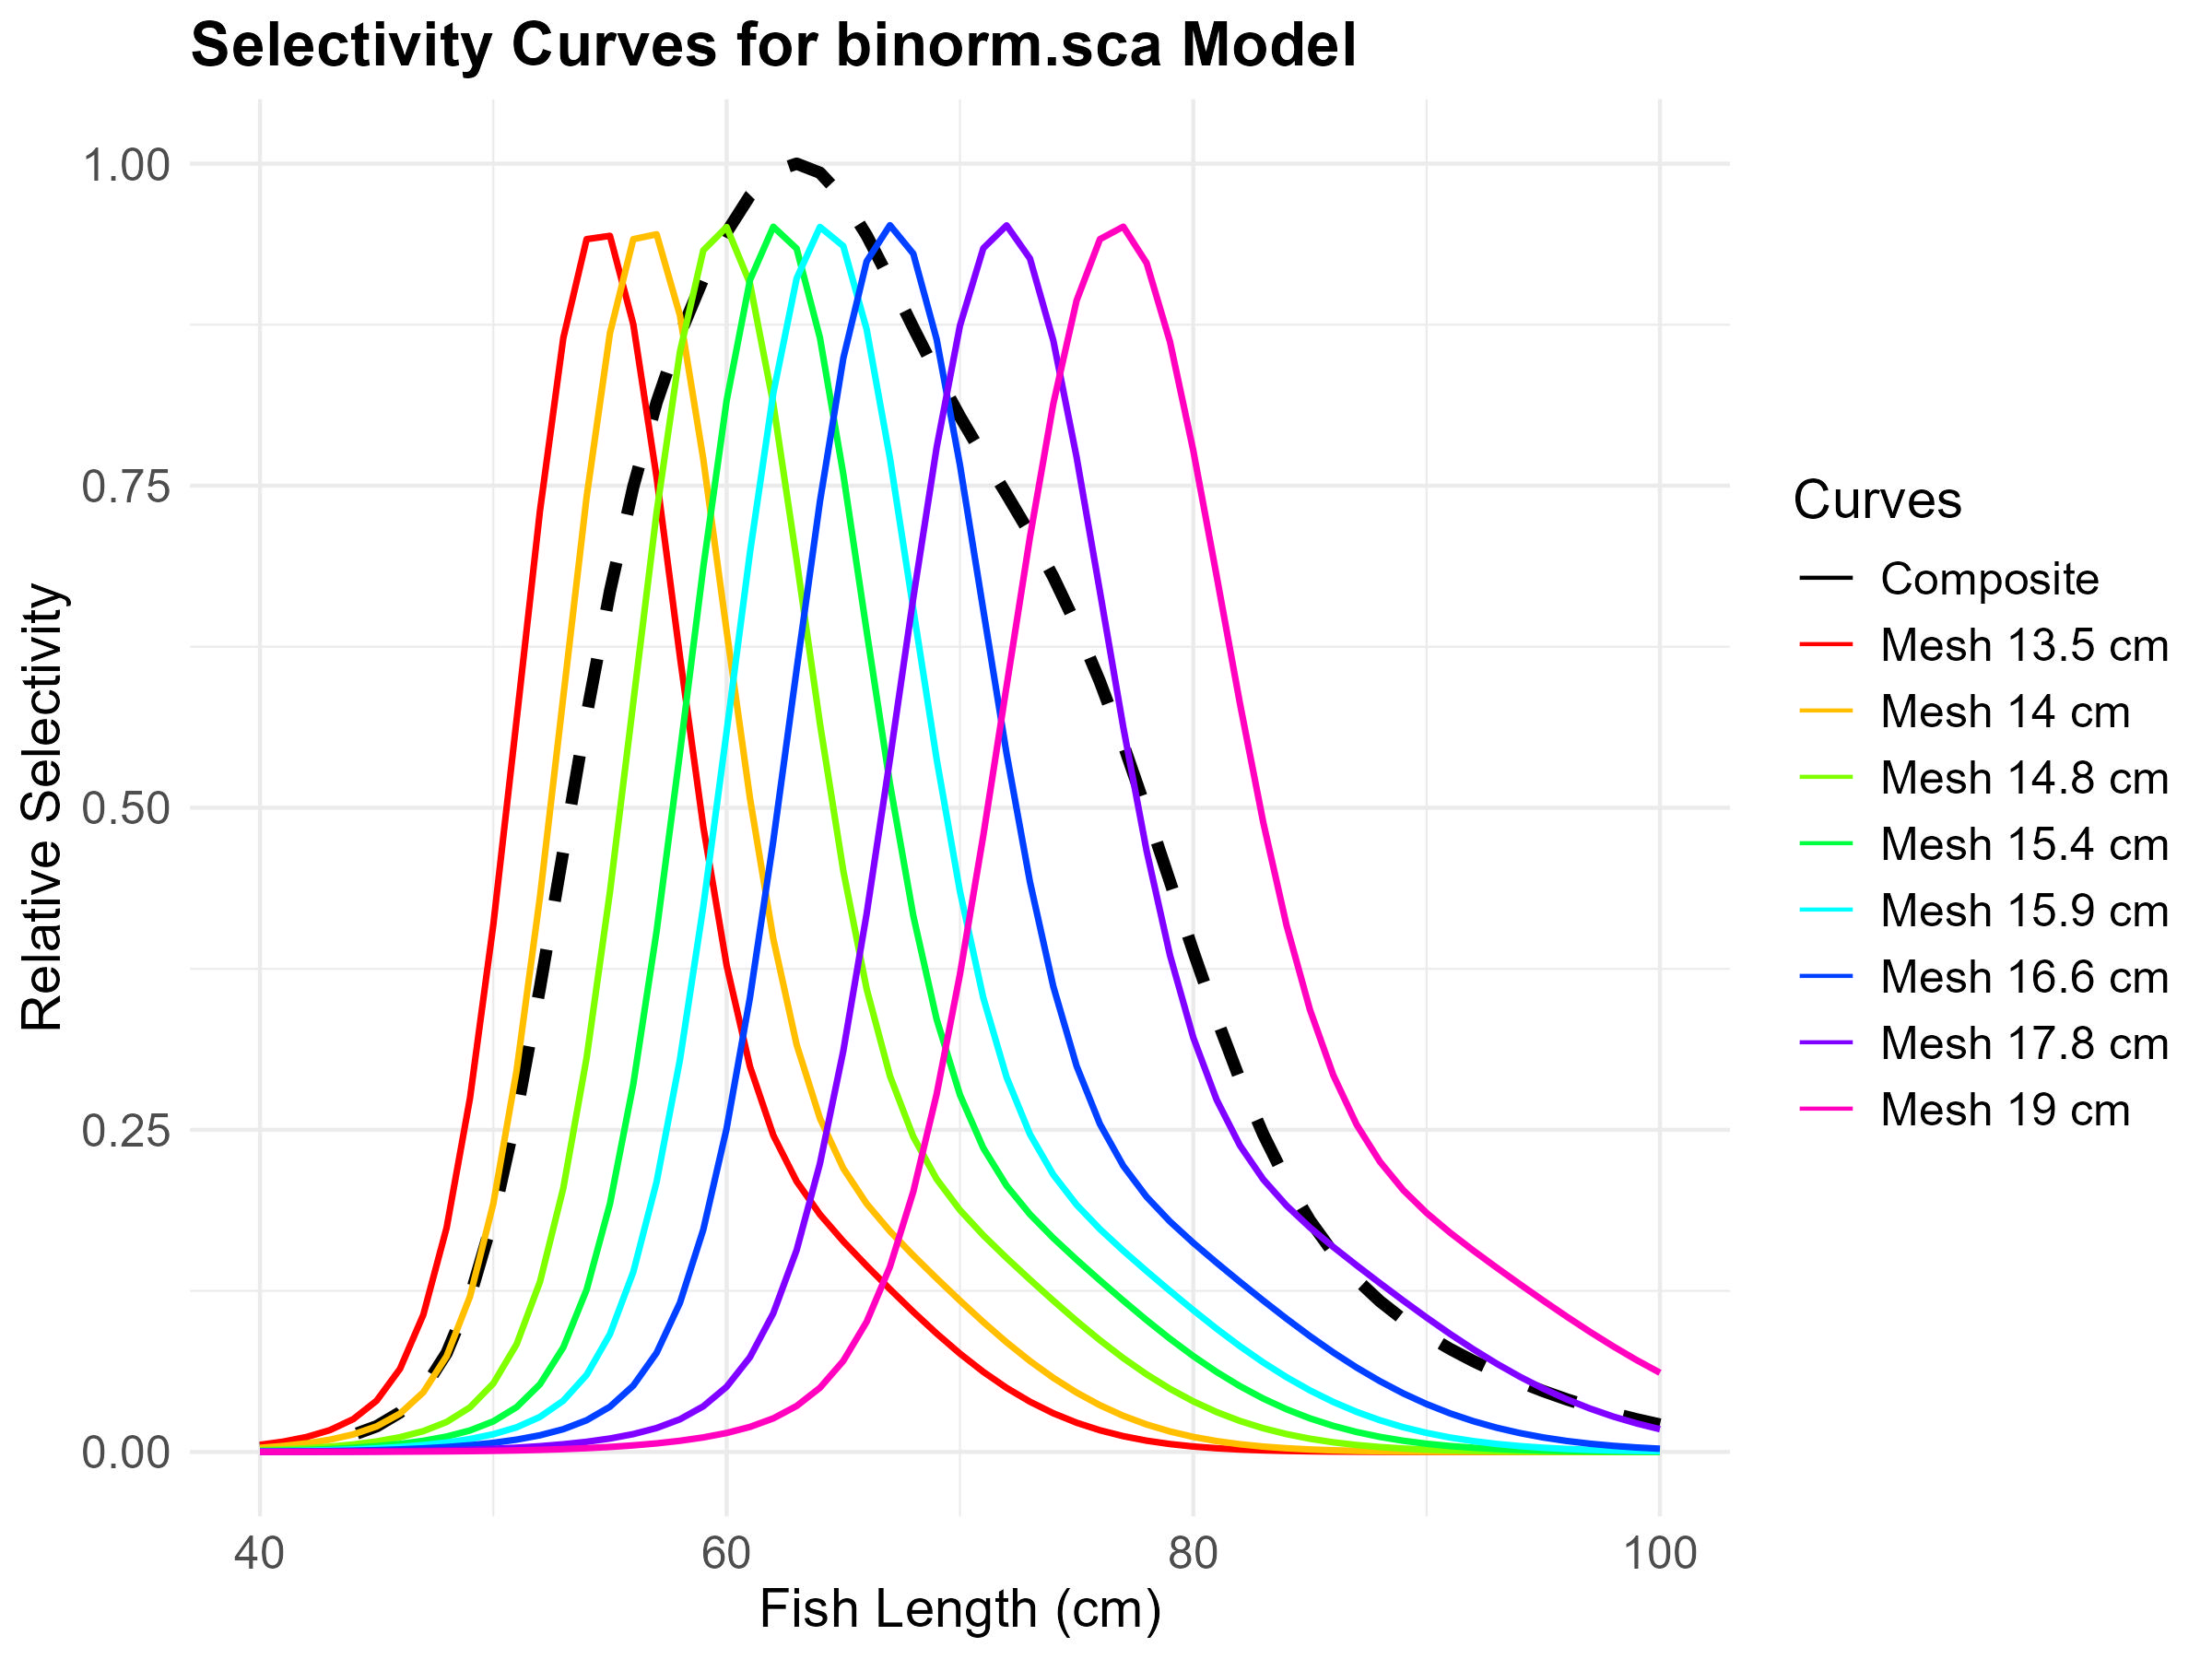 Selectivity Curves for binorm.sca Model
1.00
0.75
0.50
0.25
0.00
Relative Selectivity
40 60 80 100
Fish Length (cm)
Curves
Composite
Mesh 13.5 cm
Mesh 14 cm
Mesh 14.8 cm
Mesh 15.4 cm
Mesh 15.9 cm
Mesh 16.6 cm
Mesh 17.8 cm
Mesh 19 cm